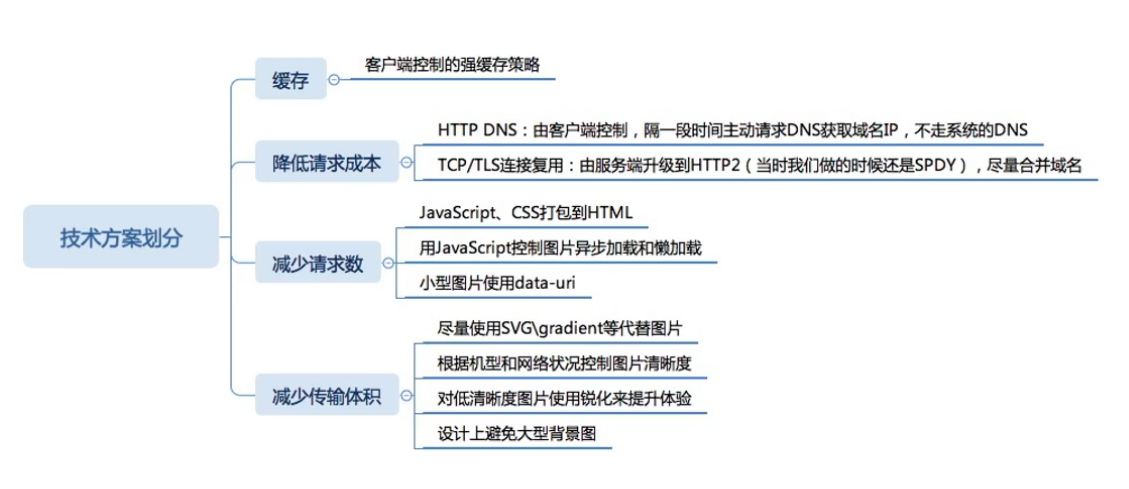 技术方案划分
缓存
客户端控制的强缓存策略
降低请求成本
HTTP DNS：由客户端控制，隔一段时间主动请求DNS获取域名IP，不走系统的DNS
TCP/TLS连接复用：由服务端升级到HTTP2（当时我们做的时候还是SPDY），尽量合并域名
减少请求数
JavaScript、CSS打包到HTML
用JavaScript控制图片异步加载和懒加载
小型图片使用data-uri
减少传输体积
尽量使用SVG\gradient等代替图片
根据机型和网络状况控制图片清晰度
对低清晰度图片使用锐化来提升体验
设计上避免大型背景图